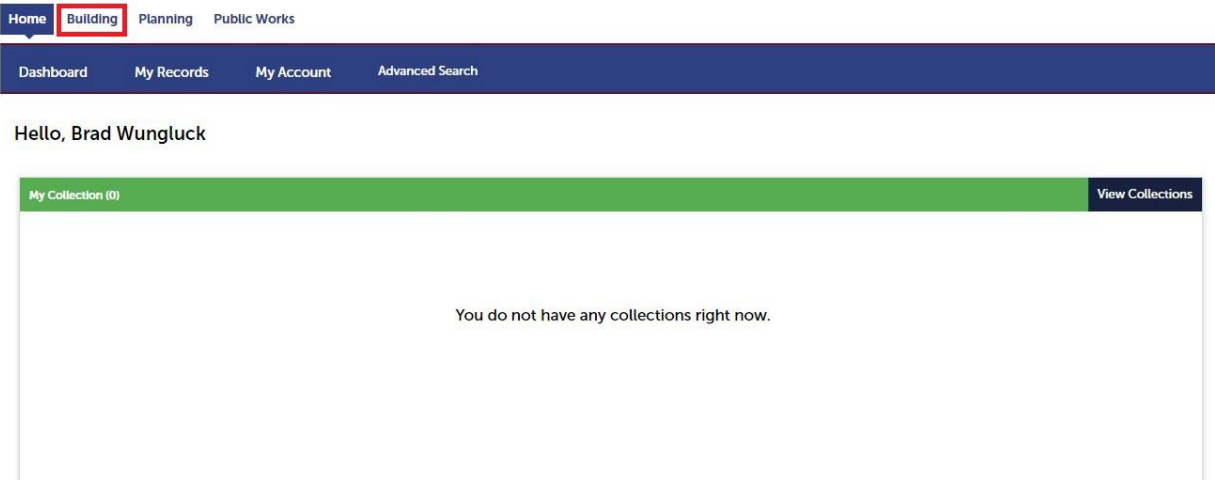 Home Building Planning Public Works
Dashboard My Records My Account Advanced Search
Hello, Brad Wungluck
My Collection (0) View Collections
You do not have any collections right now.